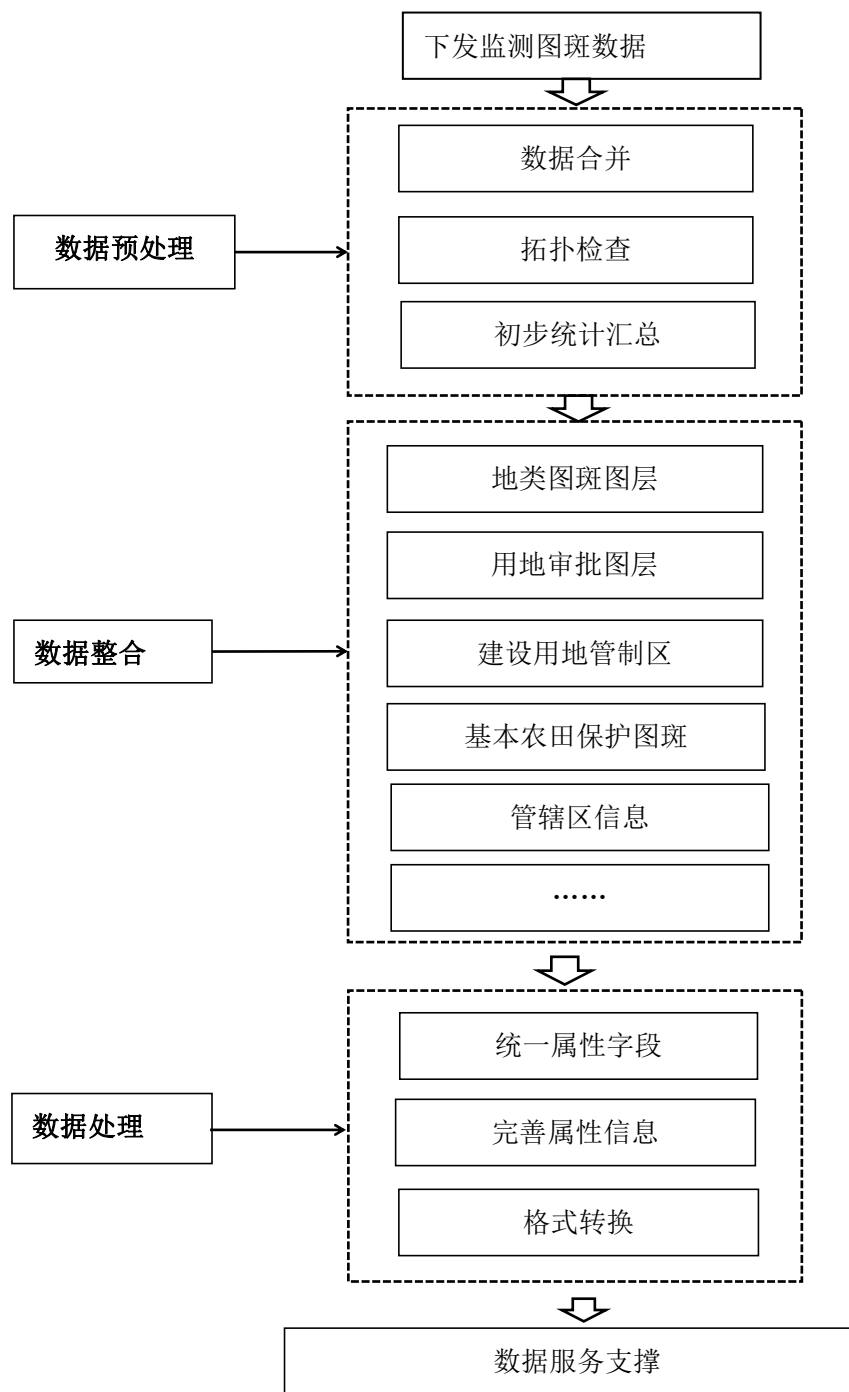 下发监测图斑数据
数据合并
数据预处理
拓扑检查
初步统计汇总
地类图斑图层
用地审批图层
数据整合
建设用地管制区
基本农田保护图斑
管辖区信息
……
统一属性字段
数据处理
完善属性信息
格式转换
数据服务支撑